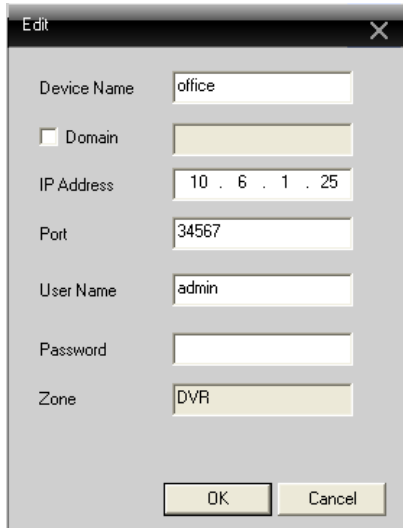 Edit
Device Name office
Domain
IP Address 10 . 6 . 1 . 25
Port 34567
User Name admin
Password
Zone DVR
OK Cancel